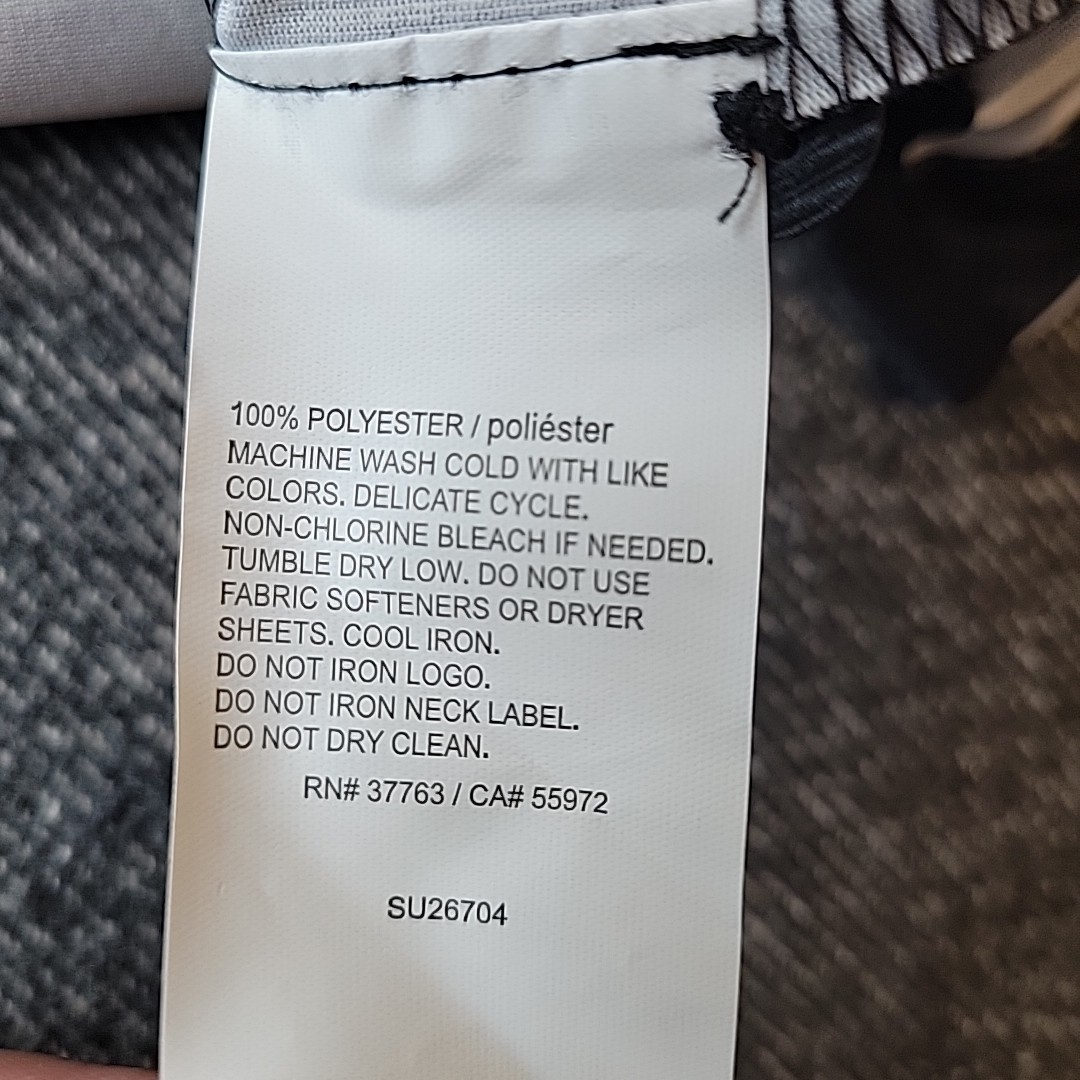 100% POLYESTER / poliéster
MACHINE WASH COLD WITH LIKE
COLORS. DELICATE CYCLE.
NON-CHLORINE BLEACH IF NEEDED.
TUMBLE DRY LOW. DO NOT USE
FABRIC SOFTENERS OR DRYER
SHEETS. COOL IRON.
DO NOT IRON LOGO.
DO NOT IRON NECK LABEL.
DO NOT DRY CLEAN.
RN# 37763 / CA# 55972
SU26704